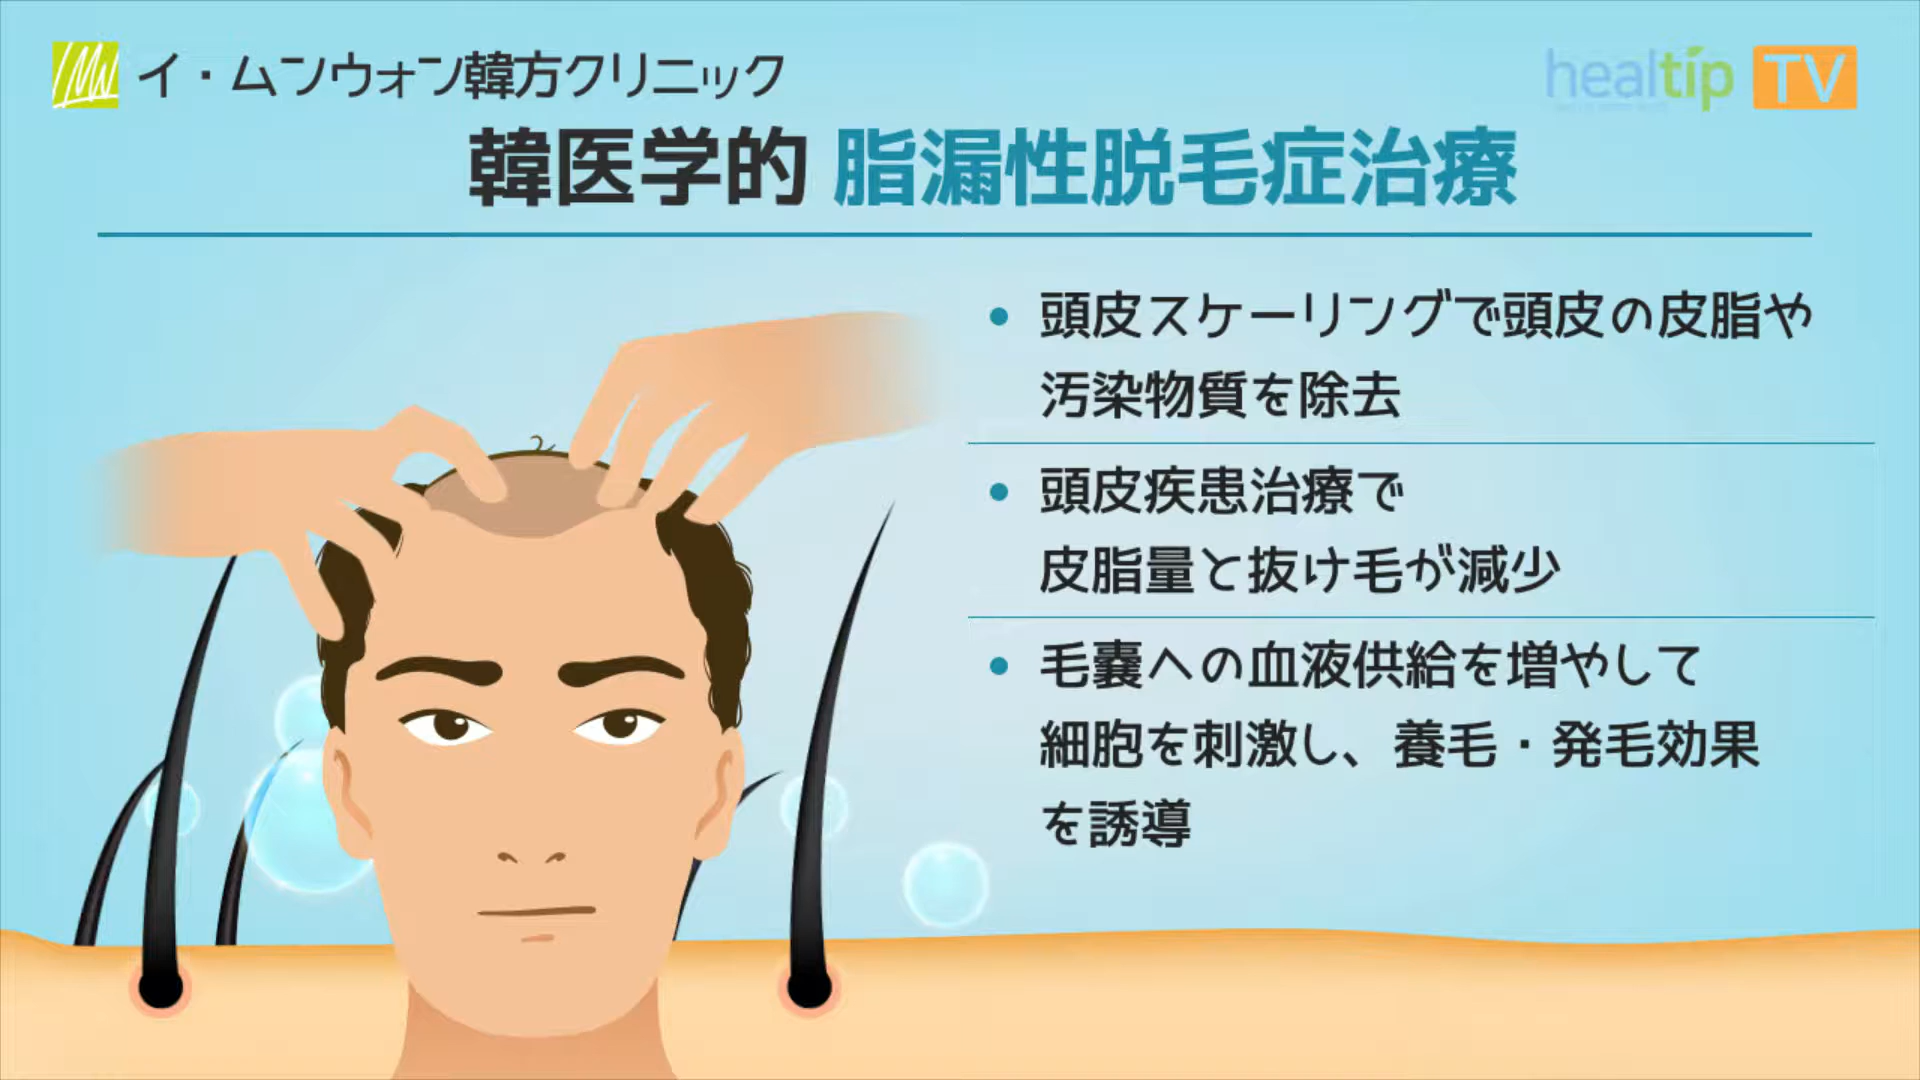 イ・ムンウォン韓方クリニック
healtip TV
韓医学的 脂漏性脱毛症治療
• 頭皮スケーリングで頭皮の皮脂や
汚染物質を除去
• 頭皮疾患治療で
皮脂量と抜け毛が減少
• 毛嚢への血液供給を増やして
細胞を刺激し、養毛・発毛効果
を誘導